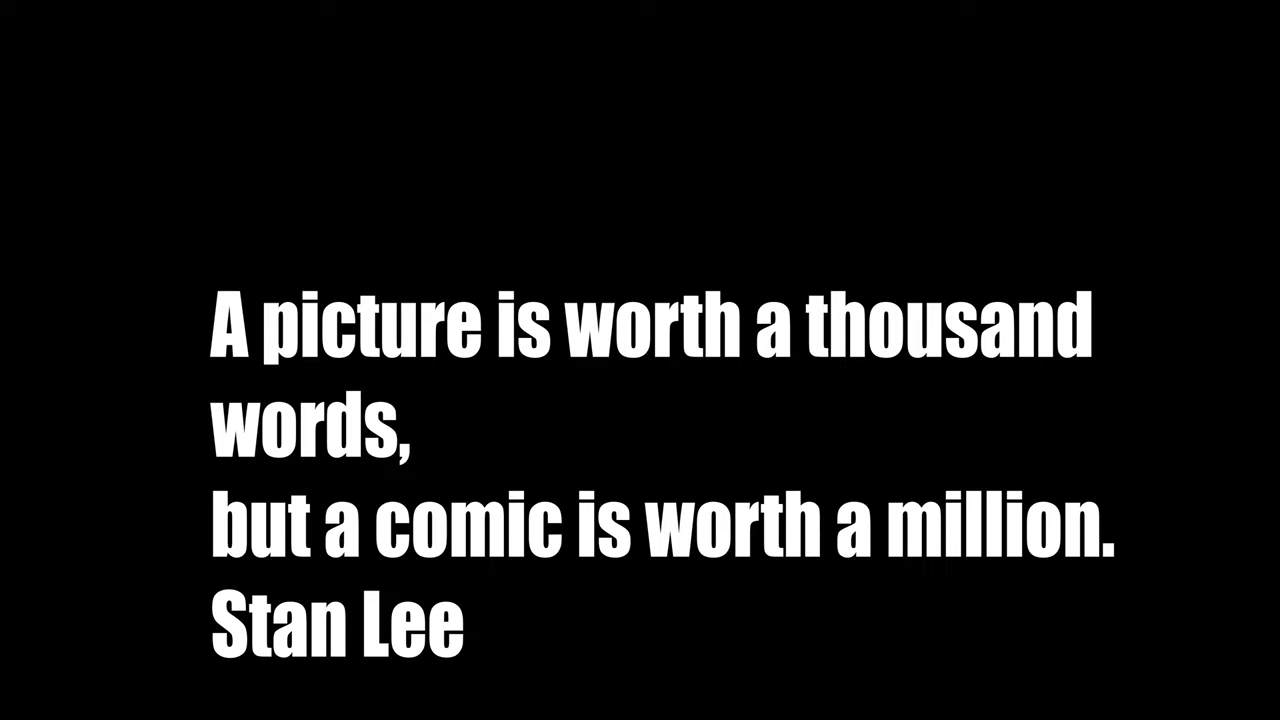 A picture is worth a thousand
words,
but a comic is worth a million.
Stan Lee